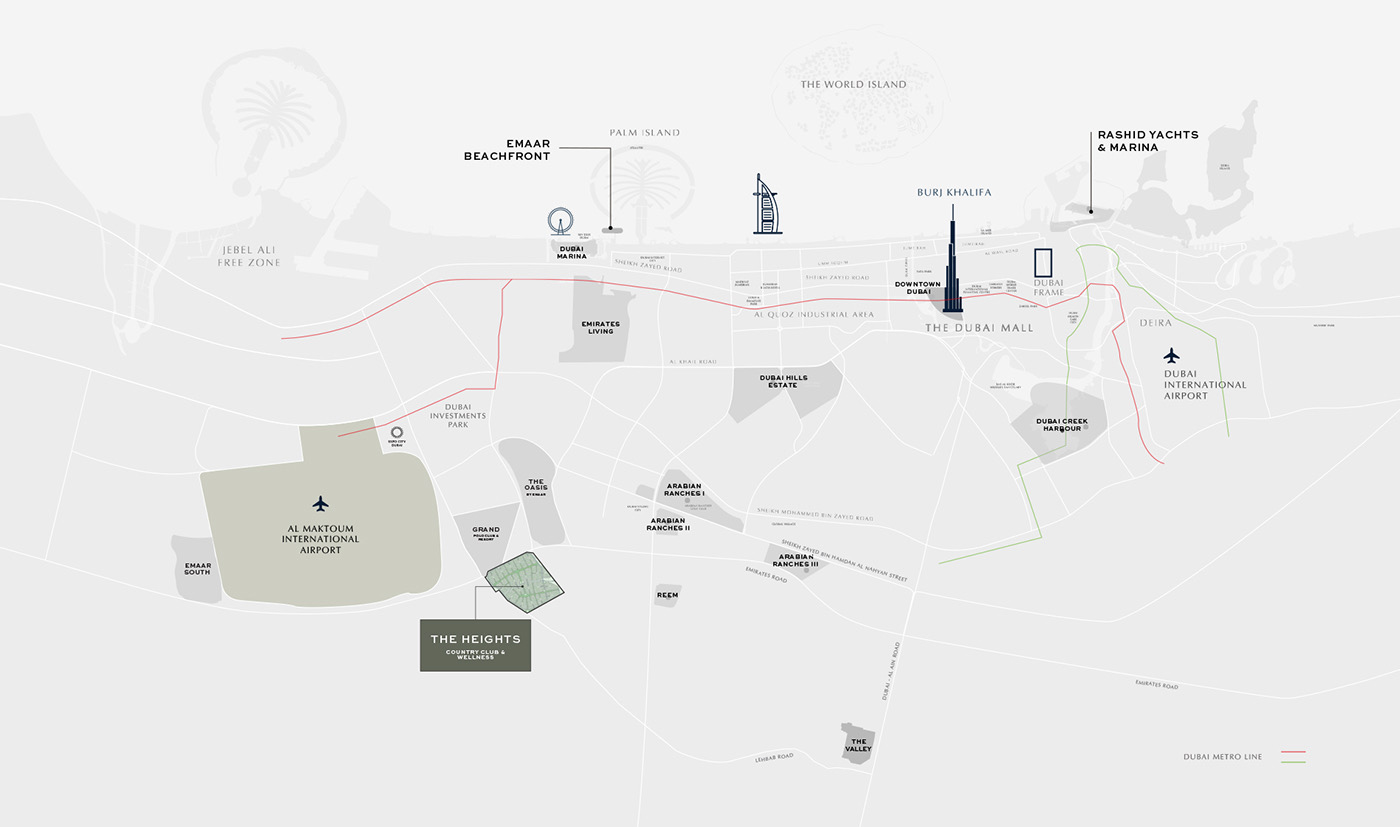 THE WORLD ISLAND
PALM ISLAND
EMAAR
BEACHFRONT
RASHID YACHTS
& MARINA
BURJ KHALIFA
JEBEL ALI
FREE ZONE
DUBAI
MARINA
SHEIKH ZAYED ROAD
SHEIKH ZAYED ROAD
DOWNTOWN
DUBAI
DUBAI
FRAME
AL QUOZ INDUSTRIAL AREA
THE DUBAI MALL
DEIRA
EMIRATES
LIVING
AL KHAIL ROAD
DUBAI
INTERNATIONAL
AIRPORT
DUBAI HILLS
ESTATE
DUBAI
INVESTMENTS
PARK
DUBAI CREEK
HARBOUR
EXPO CITY
DUBAI
THE
OASIS
BY EMAAR
ARABIAN
RANCHES I
ARABIAN
RANCHES II
SHEIKH MOHAMMED BIN ZAYED ROAD
GRAND
POLO CLUB &
RESORT
AL MAKTOUM
INTERNATIONAL
AIRPORT
SHEIKH ZAYED BIN HAMDAN AL NAHYAN STREET
ARABIAN
RANCHES III
EMIRATES ROAD
EMAAR
SOUTH
REEM
THE HEIGHTS
COUNTRY CLUB &
WELLNESS
DUBAI - AL AIN ROAD
EMIRATES ROAD
THE
VALLEY
LEHBAB ROAD
DUBAI METRO LINE